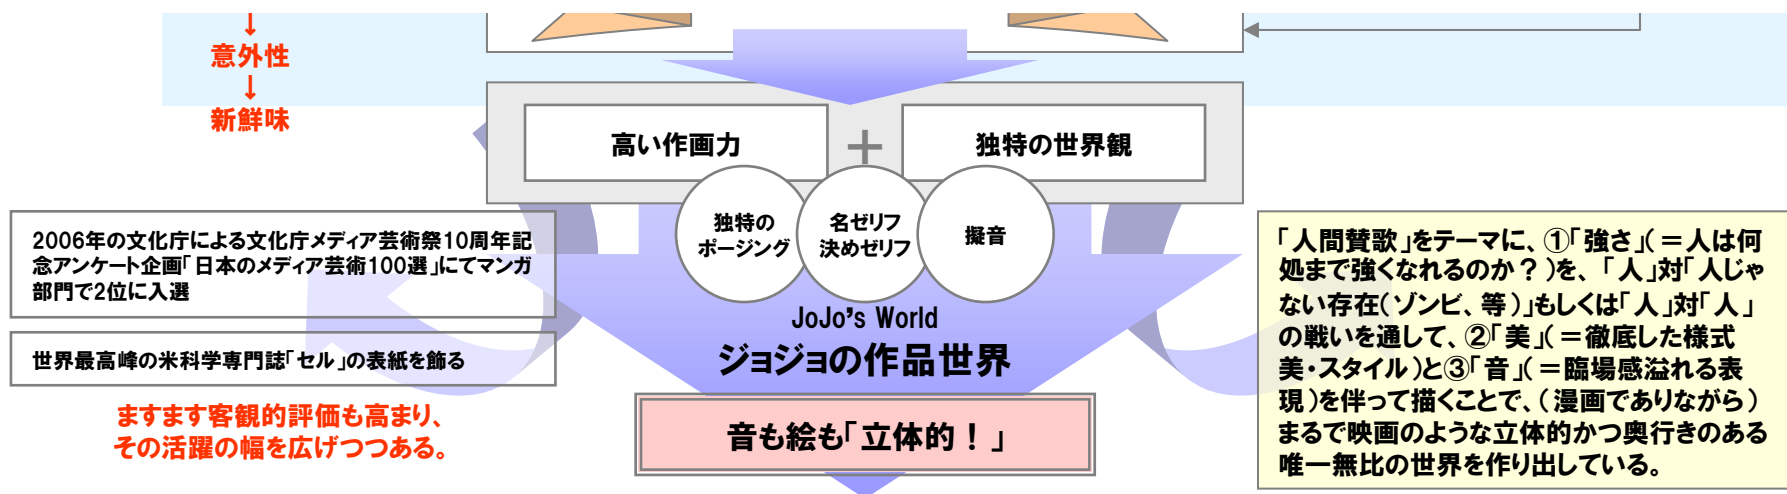 ↓
意外性
↓
新鮮味
高い作画力
＋
独特の世界観
独特の
ポージング
名ゼリフ
決めゼリフ
擬音
2006年の文化庁による文化庁メディア芸術祭10周年記
念アンケート企画「日本のメディア芸術100選」にてマンガ
部門で2位に入選
世界最高峰の米科学専門誌「セル」の表紙を飾る
ますます客観的評価も高まり、
その活躍の幅を広げつつある。
JoJo's World
ジョジョの作品世界
音も絵も「立体的！」
「人間賛歌」をテーマに、①「強さ」（＝人は何
処まで強くなれるのか？）を、「人」対「人じゃ
ない存在（ゾンビ、等）」もしくは「人」対「人」
の戦いを通して、②「美」（＝徹底した様式
美・スタイル）と③「音」（＝臨場感溢れる表
現）を伴って描くことで、（漫画でありながら）
まるで映画のような立体的かつ奥行きのある
唯一無比の世界を作り出している。